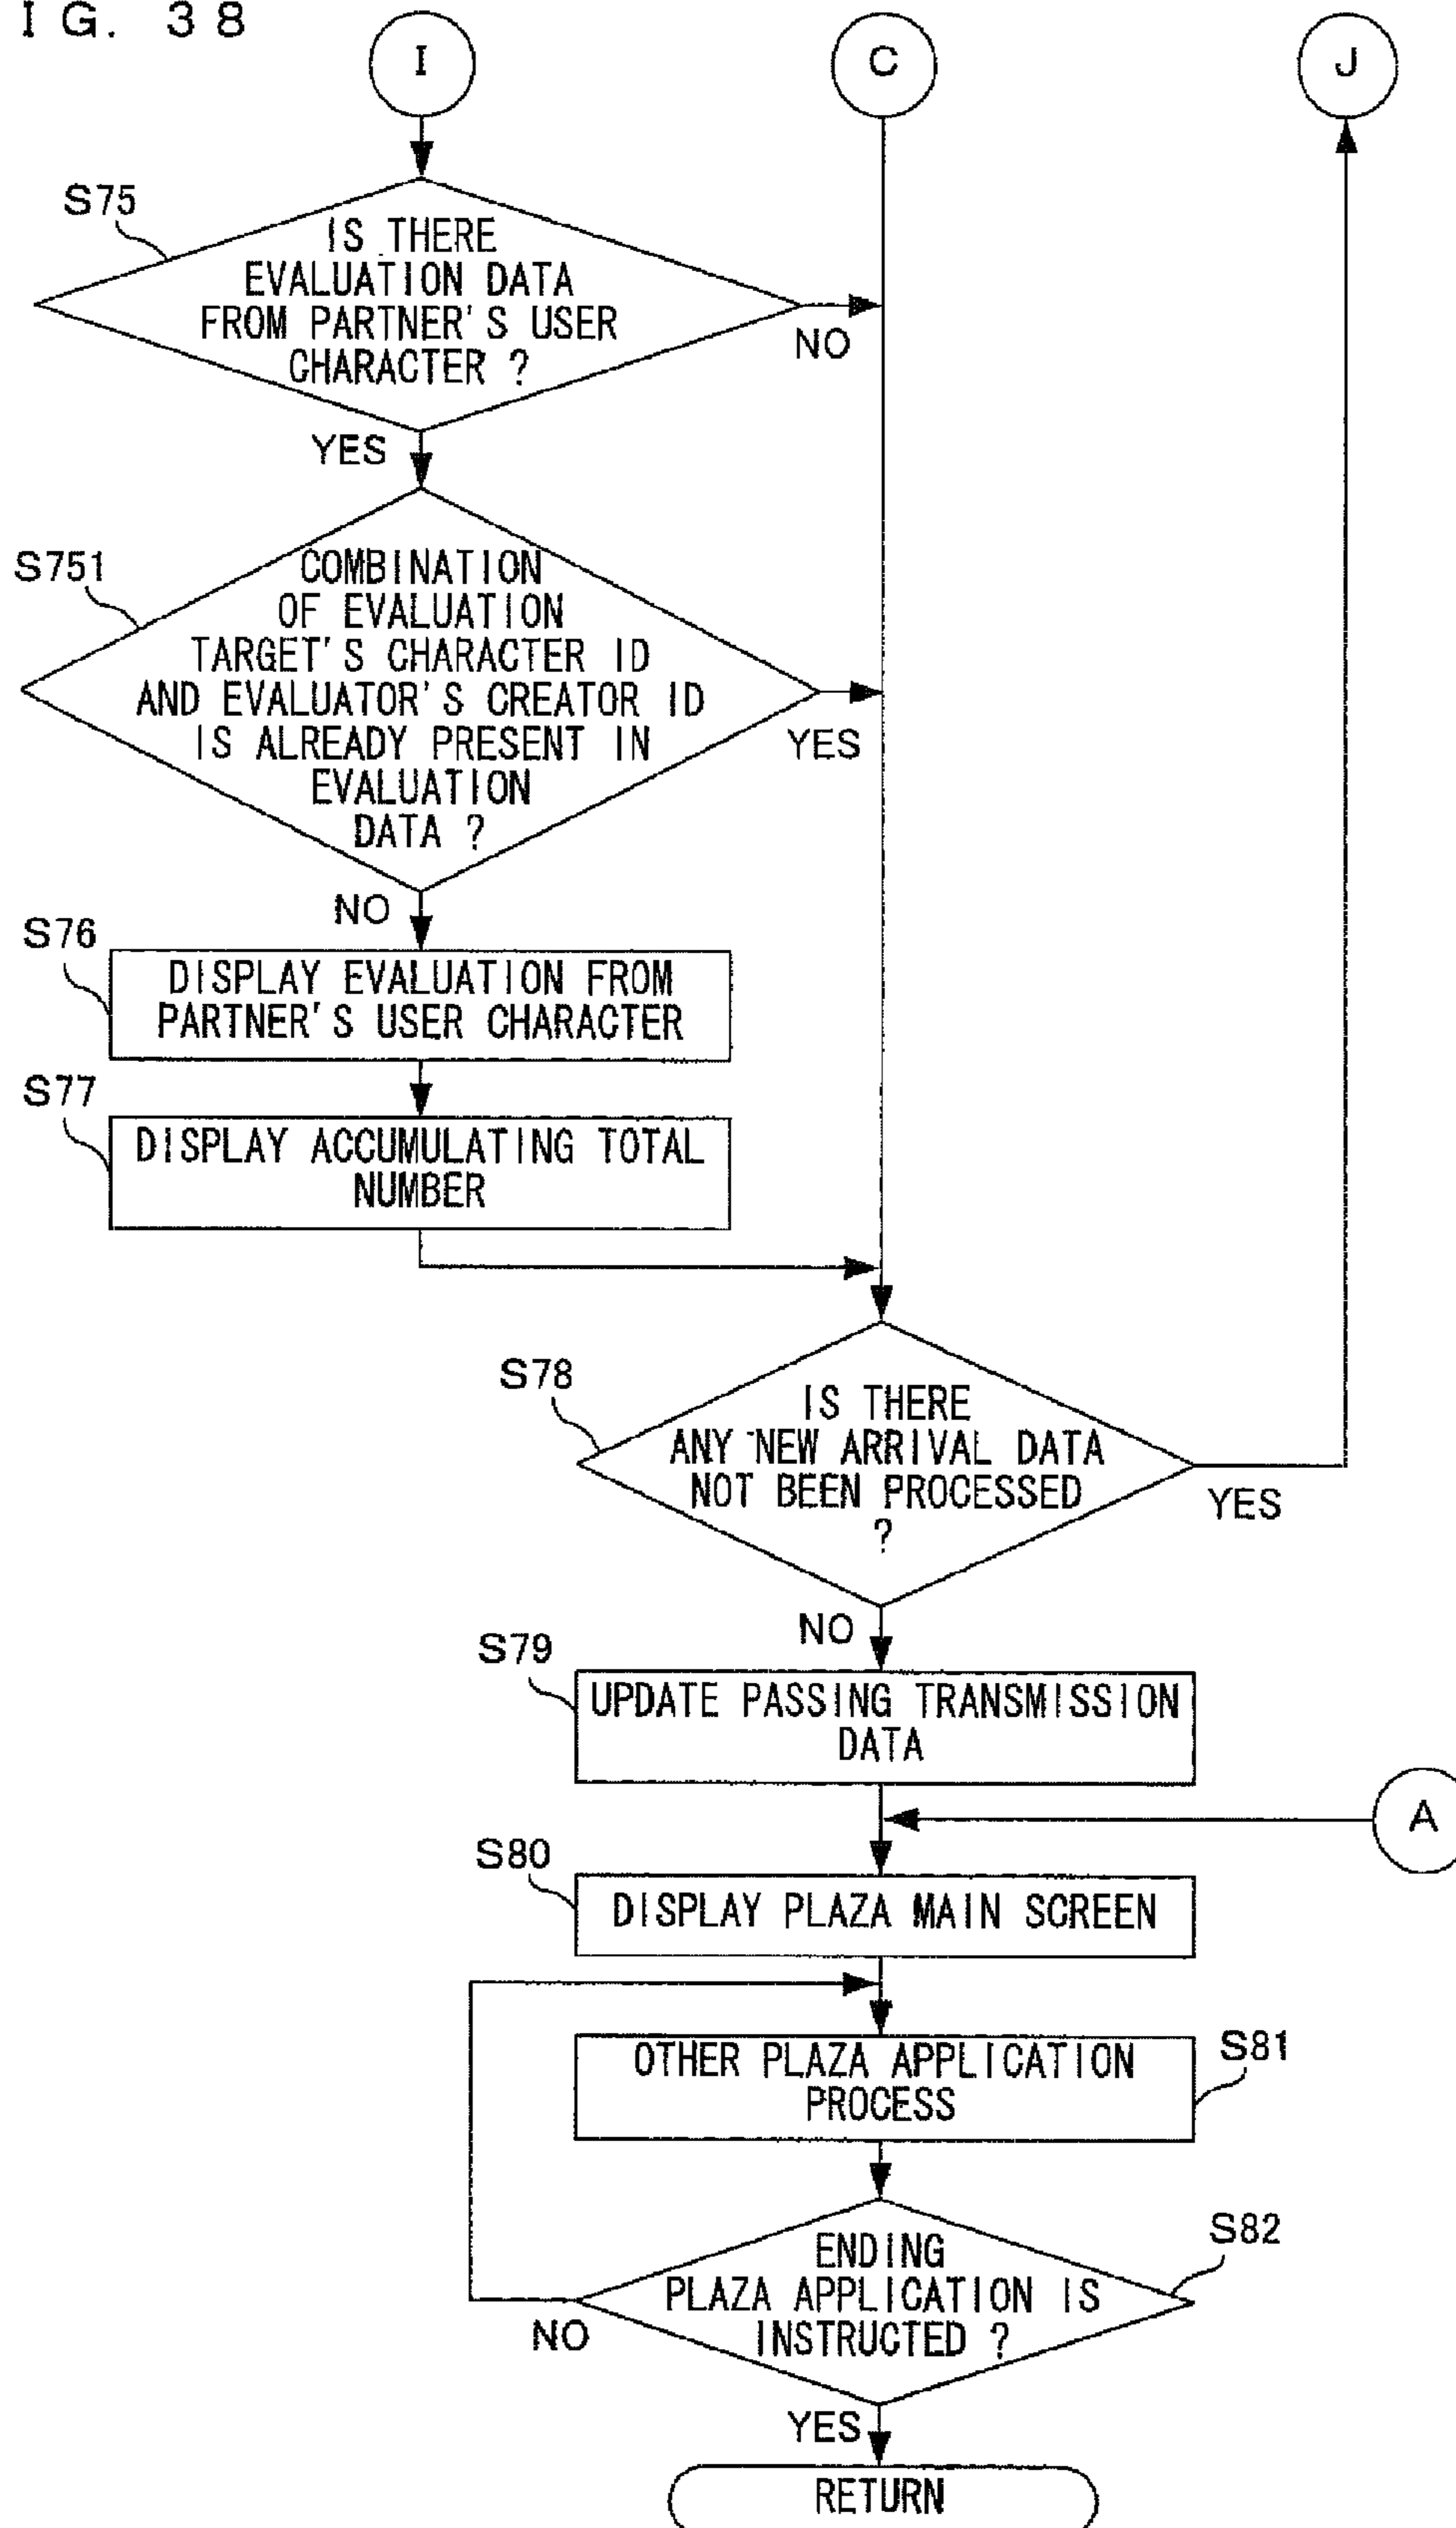 IG. 38
I
C
J
S75
IS THERE
EVALUATION DATA
FROM PARTNER'S USER
CHARACTER ?
NO
YES
S751
COMBINATION
OF EVALUATION
TARGET'S CHARACTER ID
AND EVALUATOR'S CREATOR ID
IS ALREADY PRESENT IN
EVALUATION
DATA ?
YES
NO
S76
DISPLAY EVALUATION FROM
PARTNER'S USER CHARACTER
S77
DISPLAY ACCUMULATING TOTAL
NUMBER
S78
IS THERE
ANY NEW ARRIVAL DATA
NOT BEEN PROCESSED
?
YES
NO
S79
UPDATE PASSING TRANSMISSION
DATA
A
S80
DISPLAY PLAZA MAIN SCREEN
S81
OTHER PLAZA APPLICATION
PROCESS
S82
ENDING
PLAZA APPLICATION IS
INSTRUCTED ?
NO
YES
RETURN